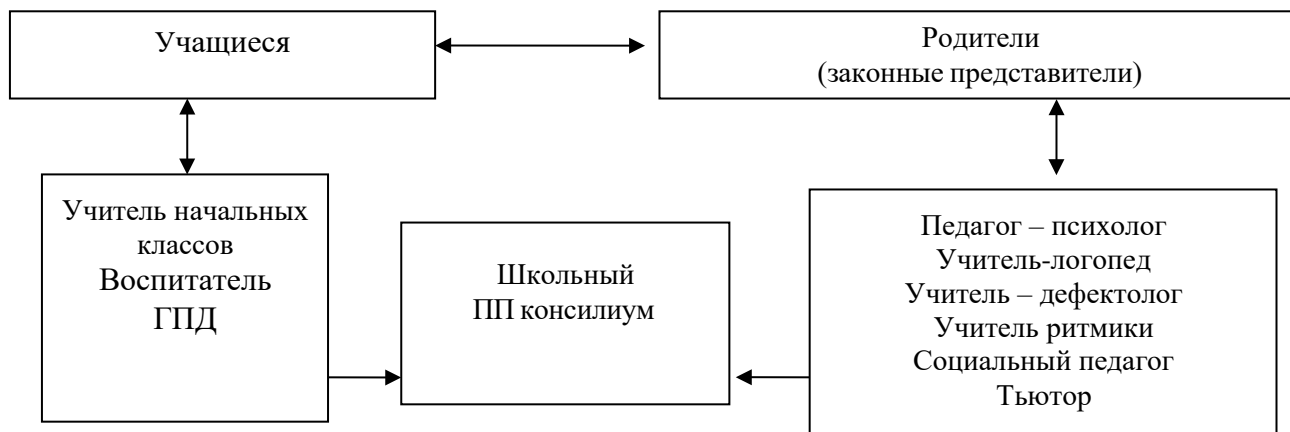 Учащиеся
Родители
(законные представители)
Учитель начальных
классов
Воспитатель
ГПД
Школьный
ПП консилиум
Педагог – психолог
Учитель-логопед
Учитель – дефектолог
Учитель ритмики
Социальный педагог
Тьютор